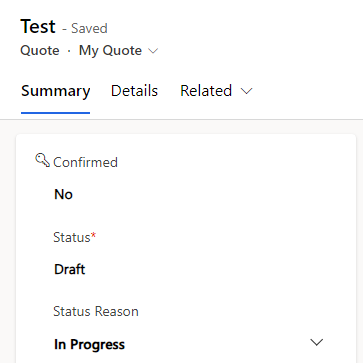 Test - Saved
Quote · My Quote
Summary Details Related
Confirmed
No
Status*
Draft
Status Reason
In Progress